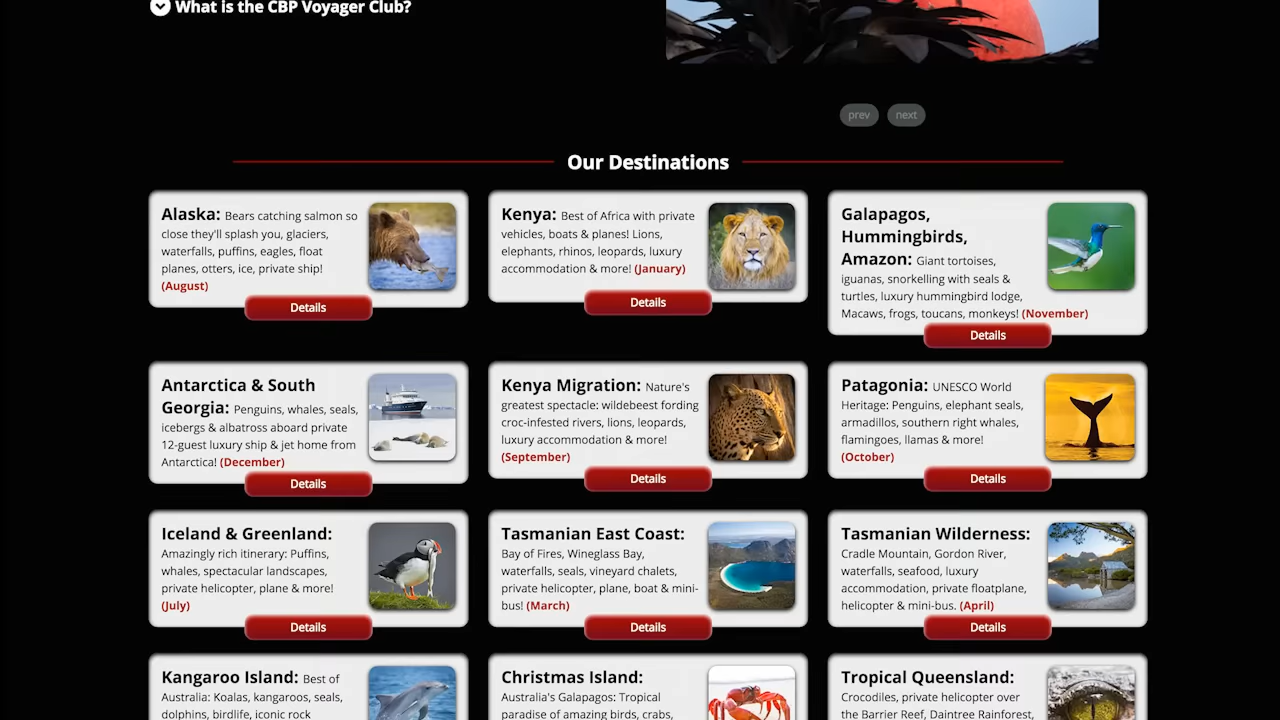 What is the CBP Voyager Club?
prev
next
Our Destinations
Alaska: Bears catching salmon so
close they'll splash you, glaciers,
waterfalls, puffins, eagles, float
planes, otters, ice, private ship!
(August)
Details
Kenya: Best of Africa with private
vehicles, boats & planes! Lions,
elephants, rhinos, leopards, luxury
accommodation & more! (January)
Details
Galapagos,
Hummingbirds,
Amazon: Giant tortoises,
iguanas, snorkelling with seals &
turtles, luxury hummingbird lodge,
Macaws, frogs, toucans, monkeys! (November)
Details
Antarctica & South
Georgia: Penguins, whales, seals,
icebergs & albatross aboard private
12-guest luxury ship & jet home from
Antarctica! (December)
Details
Kenya Migration: Nature's
greatest spectacle: wildebeest fording
croc-infested rivers, lions, leopards,
luxury accommodation & more!
(September)
Details
Patagonia: UNESCO World
Heritage: Penguins, elephant seals,
armadillos, southern right whales,
flamingoes, llamas & more!
(October)
Details
Iceland & Greenland:
Amazingly rich itinerary: Puffins,
whales, spectacular landscapes,
private helicopter, plane & more!
(July)
Details
Tasmanian East Coast:
Bay of Fires, Wineglass Bay,
waterfalls, seals, vineyard chalets,
private helicopter, plane, boat & mini-
bus! (March)
Details
Tasmanian Wilderness:
Cradle Mountain, Gordon River,
waterfalls, seafood, luxury
accommodation, private floatplane,
helicopter & mini-bus. (April)
Details
Kangaroo Island: Best of
Australia: Koalas, kangaroos, seals,
dolphins, birdlife, iconic rock
Christmas Island:
Australia's Galapagos: Tropical
paradise of amazing birds, crabs,
Tropical Queensland:
Crocodiles, private helicopter over
the Barrier Reef, Daintree Rainforest,